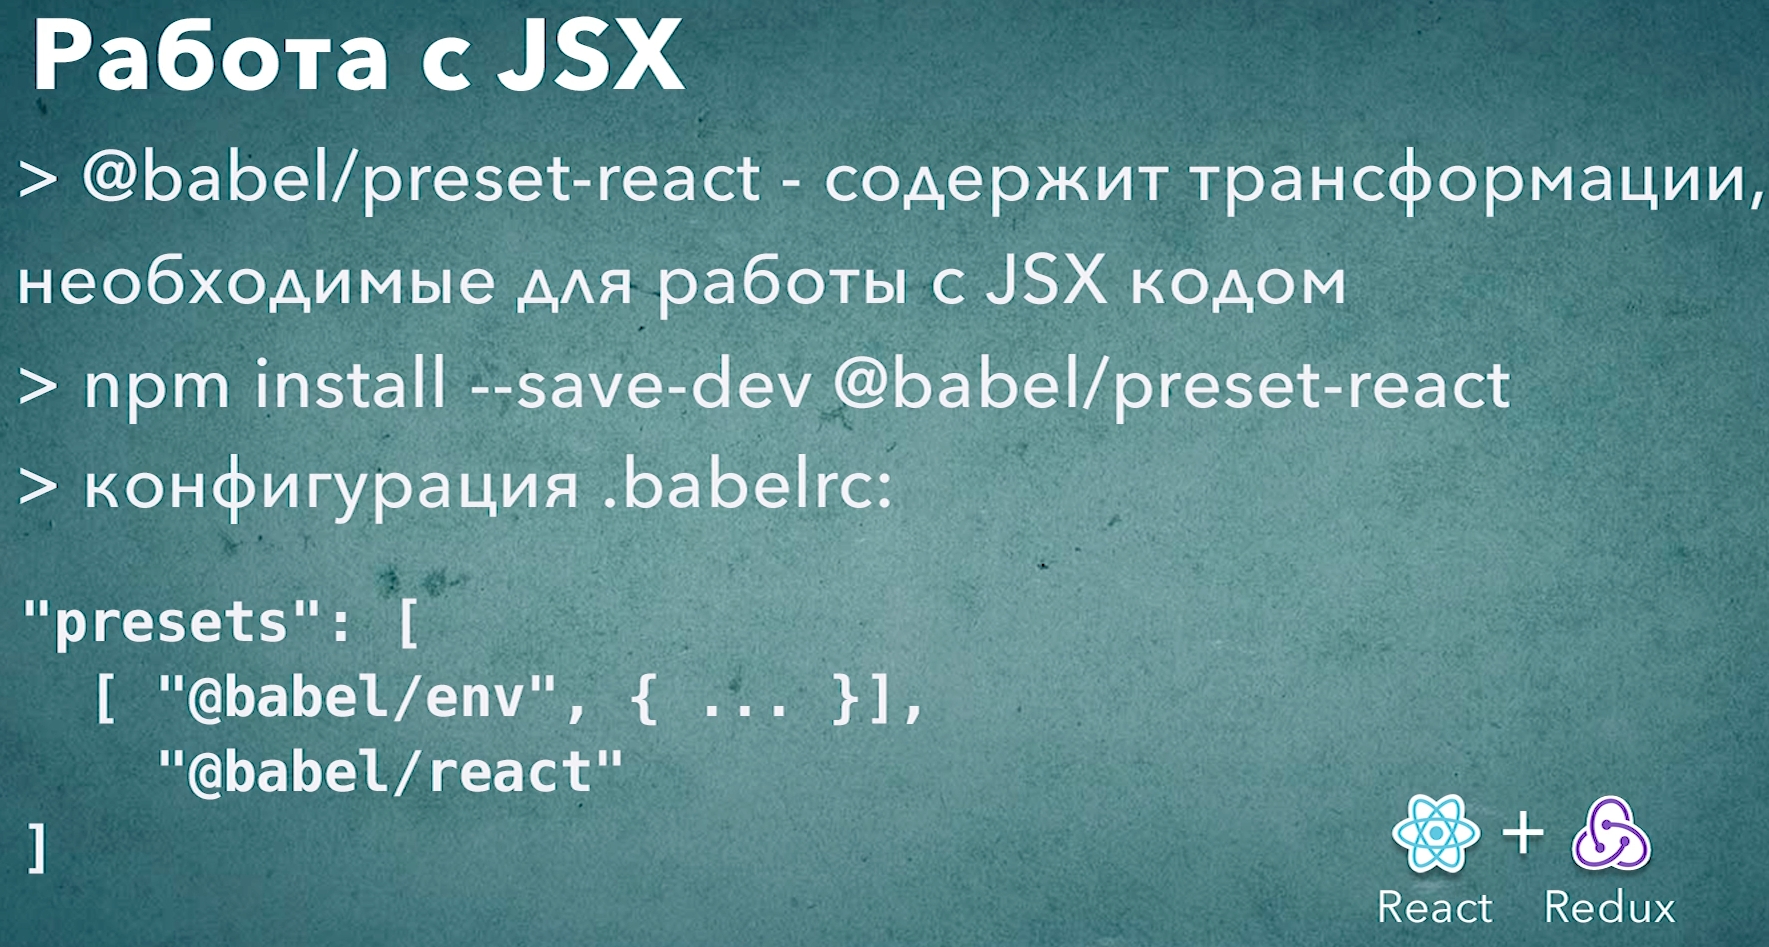 Работа с JSX
> @babel/preset-react - содержит трансформации,
необходимые для работы с JSX кодом
> npm install --save-dev @babel/preset-react
> конфигурация .babelrc:
"presets": [
  [ "@babel/env", { ... }],
    "@babel/react"
]
+
React Redux